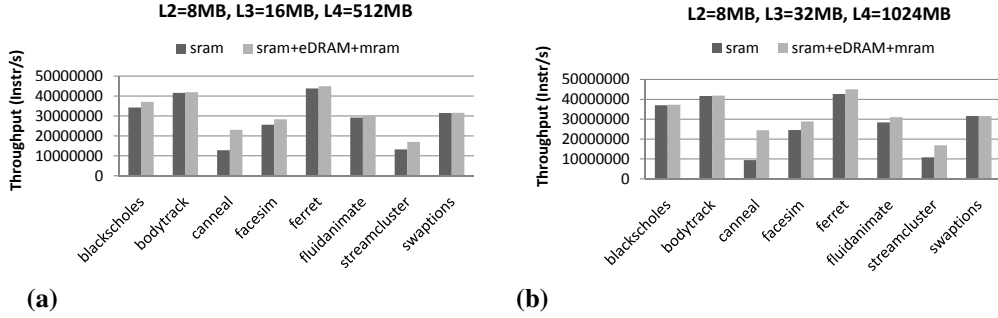 L2=8MB, L3=16MB, L4=512MB
sram
sram+eDRAM+mram
Throughput (Instr/s)
50000000
40000000
30000000
20000000
10000000
0
blackscholes
bodytrack
canneal
facesim
ferret
fluidanimate
streamcluster
swaptions
(a)
L2=8MB, L3=32MB, L4=1024MB
sram
sram+eDRAM+mram
Throughput (Instr/s)
50000000
40000000
30000000
20000000
10000000
0
blackscholes
bodytrack
canneal
facesim
ferret
fluidanimate
streamcluster
swaptions
(b)